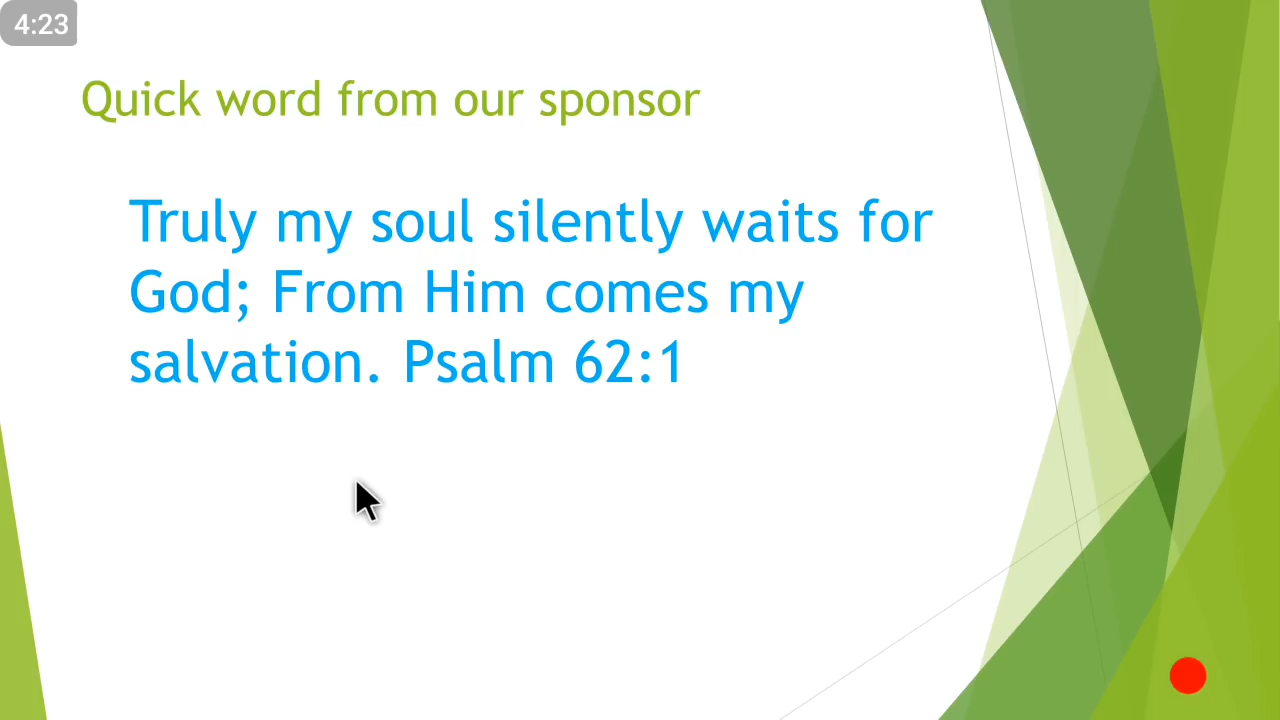 4:23
Quick word from our sponsor
Truly my soul silently waits for
God; From Him comes my
salvation. Psalm 62:1